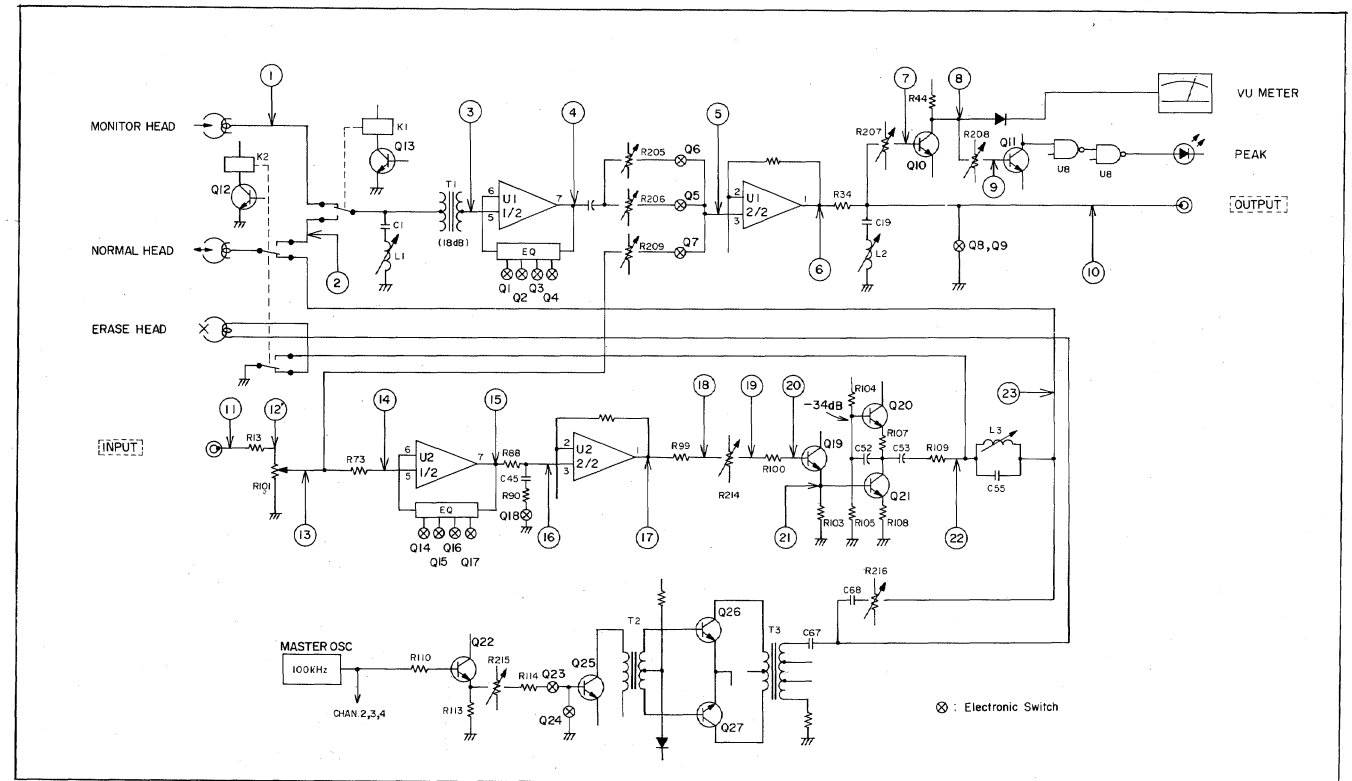 1
MONITOR HEAD
K2
Q12
K1
Q13
3
T1
(18dB)
6
5
U1
1/2
7
4
EQ
Q1
Q2
Q3
Q4
R205
Q6
R206
Q5
R209
Q7
5
2
3
U1
2/2
1
6
R34
R207
7
Q10
R44
8
R208
9
Q11
U8
U8
VU METER
PEAK
OUTPUT
C19
L2
Q8,Q9
10
NORMAL HEAD
2
C1
L1
ERASE HEAD
INPUT
11
R13
12'
R101
13
R73
14
6
5
U2
1/2
7
EQ
Q14
Q15
Q16
Q17
15
R88
C45
R90
Q18
16
2
3
U2
2/2
1
17
R99
18
R214
19
R100
20
Q19
21
R103
-34dB
R104
C52
R105
Q20
R107
Q21
R108
C53
R109
22
L3
C55
23
MASTER OSC
100KHz
CHAN.2,3,4
R110
Q22
R113
R215
R114
Q23
Q24
Q25
T2
Q26
Q27
T3
C67
C68
R216
: Electronic Switch